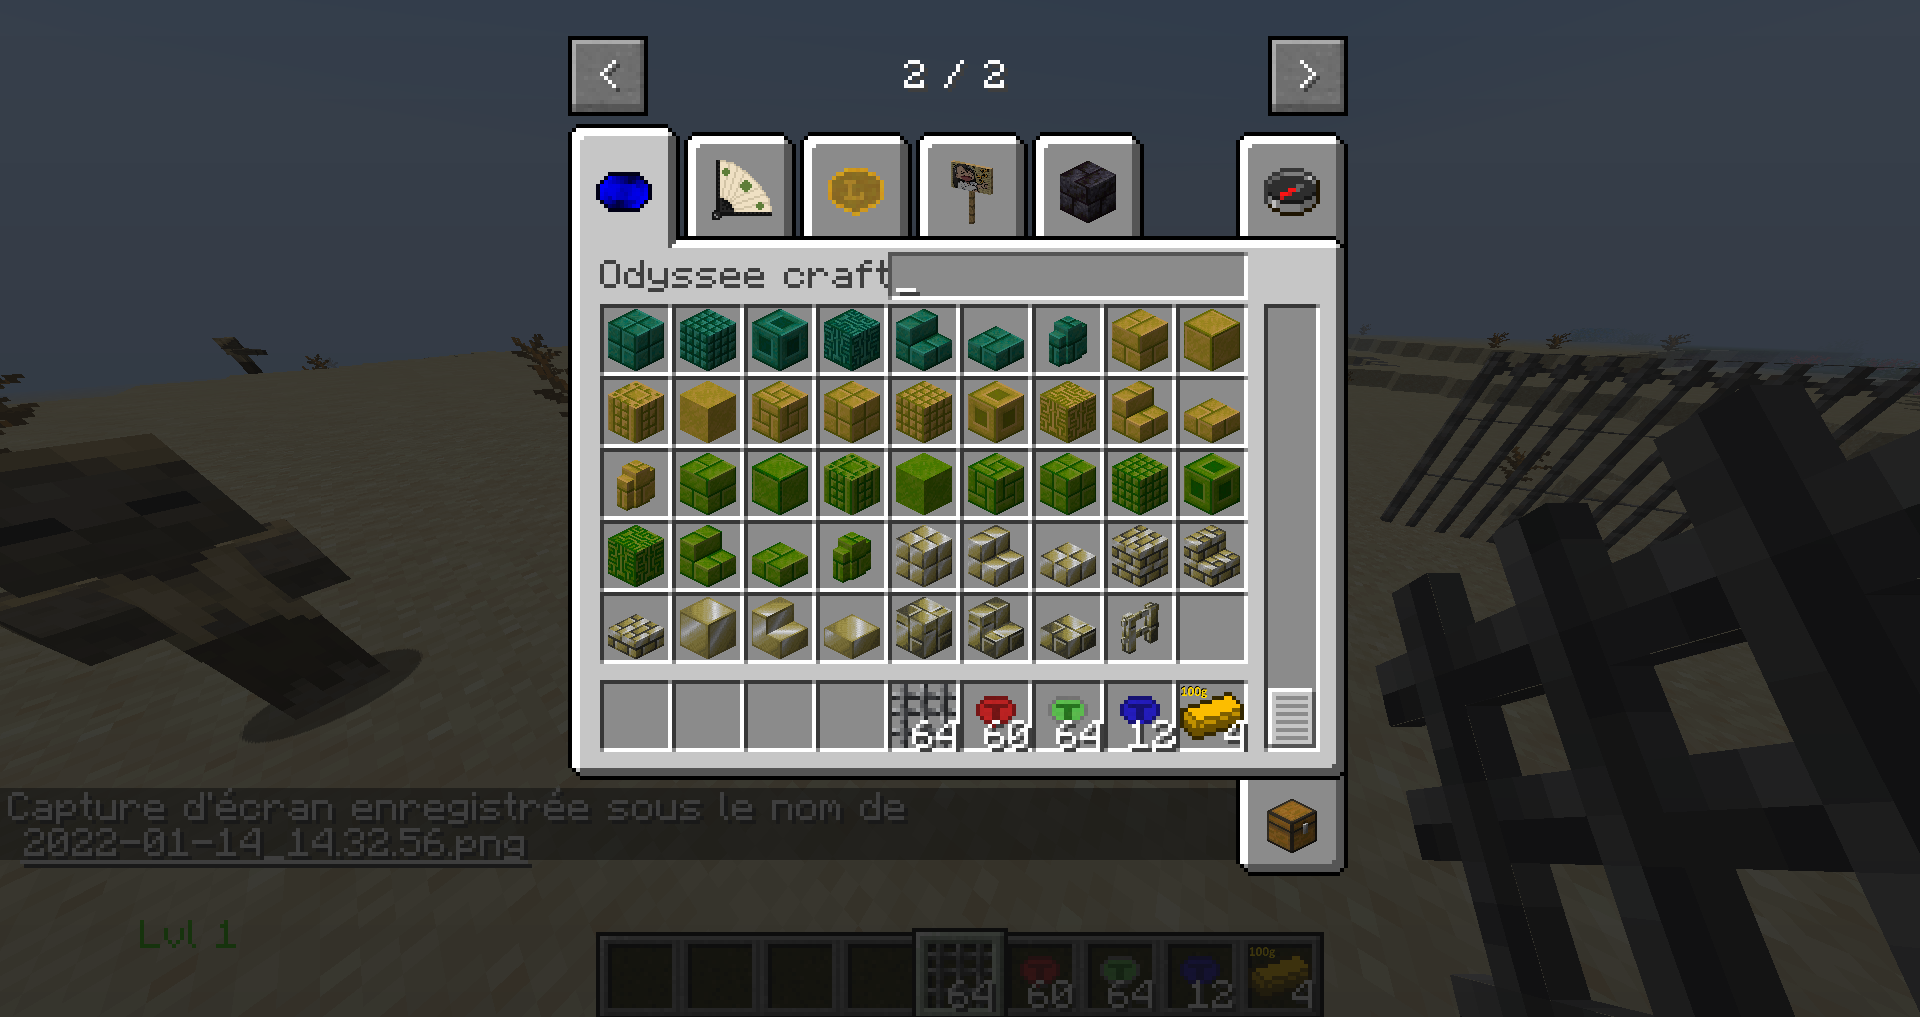 2 / 2
L
Odyssee craft
_
64 60 64 12 100g 4
Capture d'écran enregistrée sous le nom de
2022-01-14_14.32.56.png
Lvl 1
64 60 64 12 100g 4